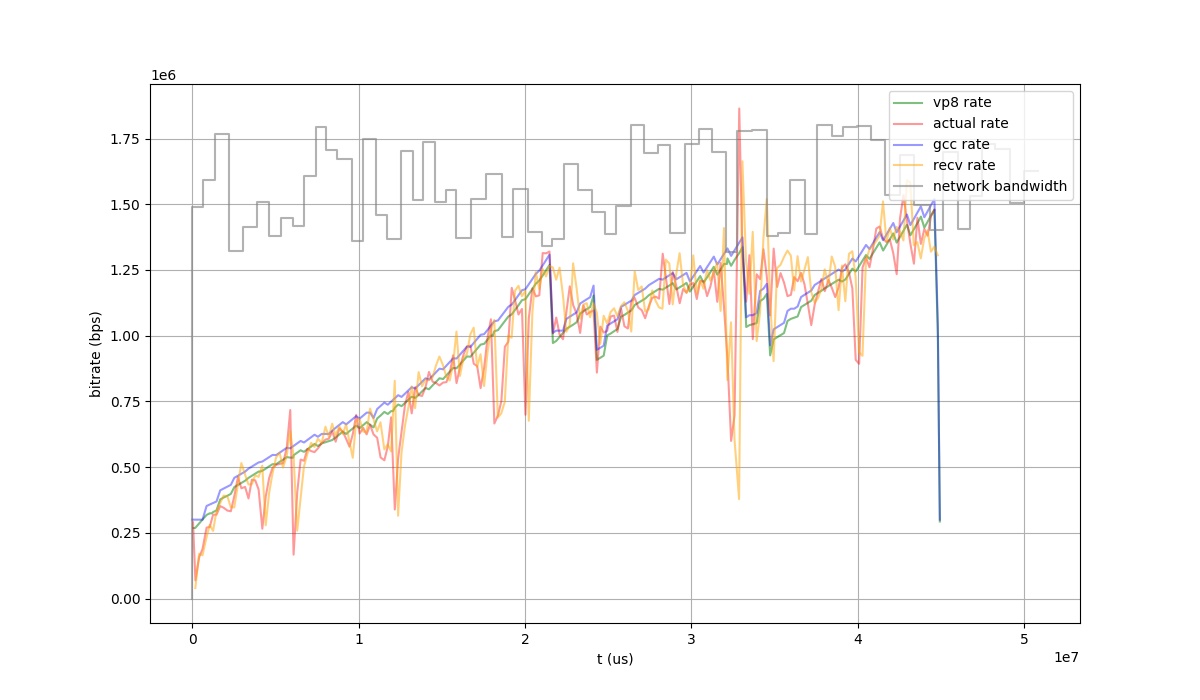 1e6
vp8 rate
actual rate
gcc rate
recv rate
network bandwidth
1.75
1.50
1.25
1.00
0.75
0.50
0.25
0.00
bitrate (bps)
0 1 2 3 4 5
t (us)
1e7